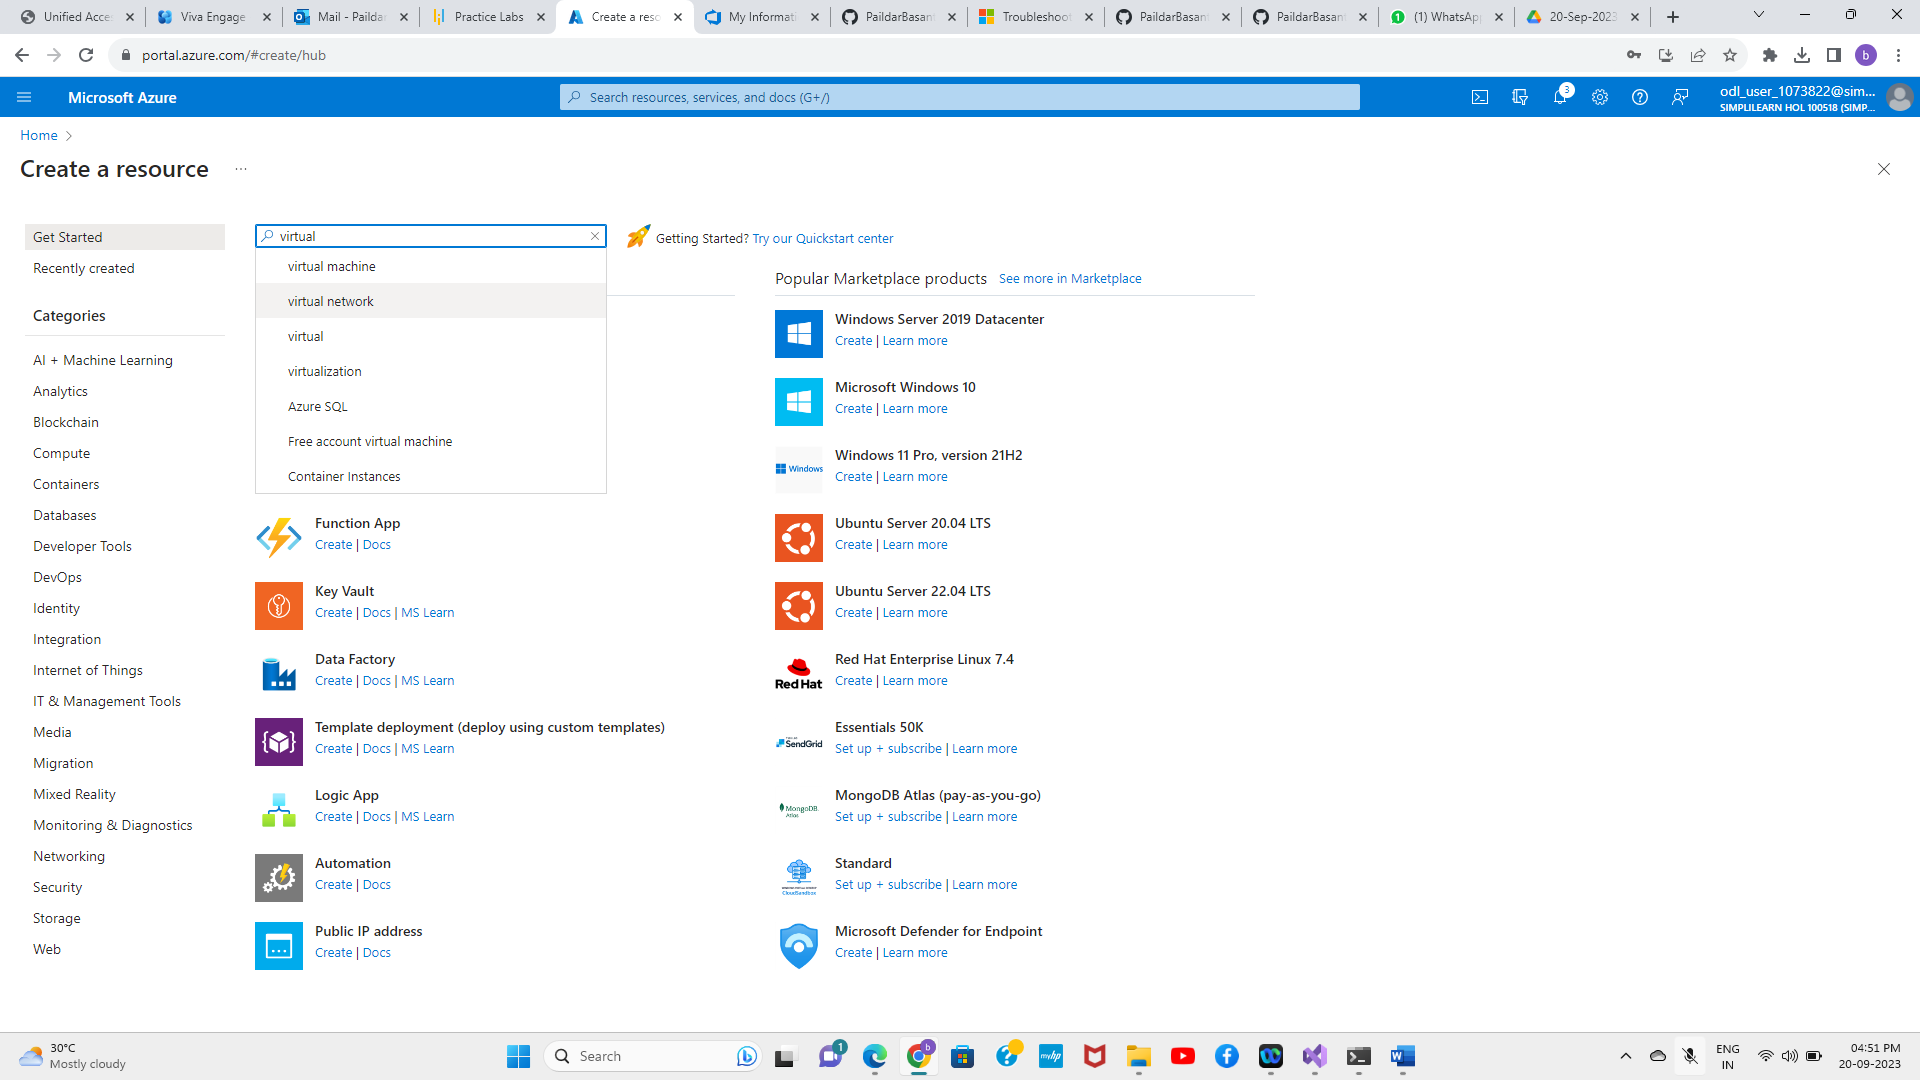 Unified Acces
Viva Engage
Mail - Paildar
Practice Labs
Create a reso
My Informati
PaildarBasant
Troubleshoot
PaildarBasant
PaildarBasant
(1) WhatsApp
20-Sep-2023
portal.azure.com/#create/hub
b
Microsoft Azure
Search resources, services, and docs (G+/)
3
odl_user_1073822@sim...
SIMPLILEARN HOL 100518 (SIMP...
Home
Create a resource
...
Get Started
Recently created
Categories
AI + Machine Learning
Analytics
Blockchain
Compute
Containers
Databases
Developer Tools
DevOps
Identity
Integration
Internet of Things
IT & Management Tools
Media
Migration
Mixed Reality
Monitoring & Diagnostics
Networking
Security
Storage
Web
virtual
virtual machine
virtual network
virtual
virtualization
Azure SQL
Free account virtual machine
Container Instances
Function App
Create | Docs
Key Vault
Create | Docs | MS Learn
Data Factory
Create | Docs | MS Learn
Template deployment (deploy using custom templates)
Create | Docs | MS Learn
Logic App
Create | Docs | MS Learn
Automation
Create | Docs
Public IP address
Create | Docs
Getting Started? Try our Quickstart center
Popular Marketplace products See more in Marketplace
Windows Server 2019 Datacenter
Create | Learn more
Microsoft Windows 10
Create | Learn more
Windows
Windows 11 Pro, version 21H2
Create | Learn more
Ubuntu Server 20.04 LTS
Create | Learn more
Ubuntu Server 22.04 LTS
Create | Learn more
Red Hat
Red Hat Enterprise Linux 7.4
Create | Learn more
SendGrid
Essentials 50K
Set up + subscribe | Learn more
MongoDB.
Atlas
MongoDB Atlas (pay-as-you-go)
Set up + subscribe | Learn more
CloudSandbox
Standard
Set up + subscribe | Learn more
Microsoft Defender for Endpoint
Create | Learn more
30°C
Mostly cloudy
Search
1
b
myhp
ENG
IN
04:51 PM
20-09-2023